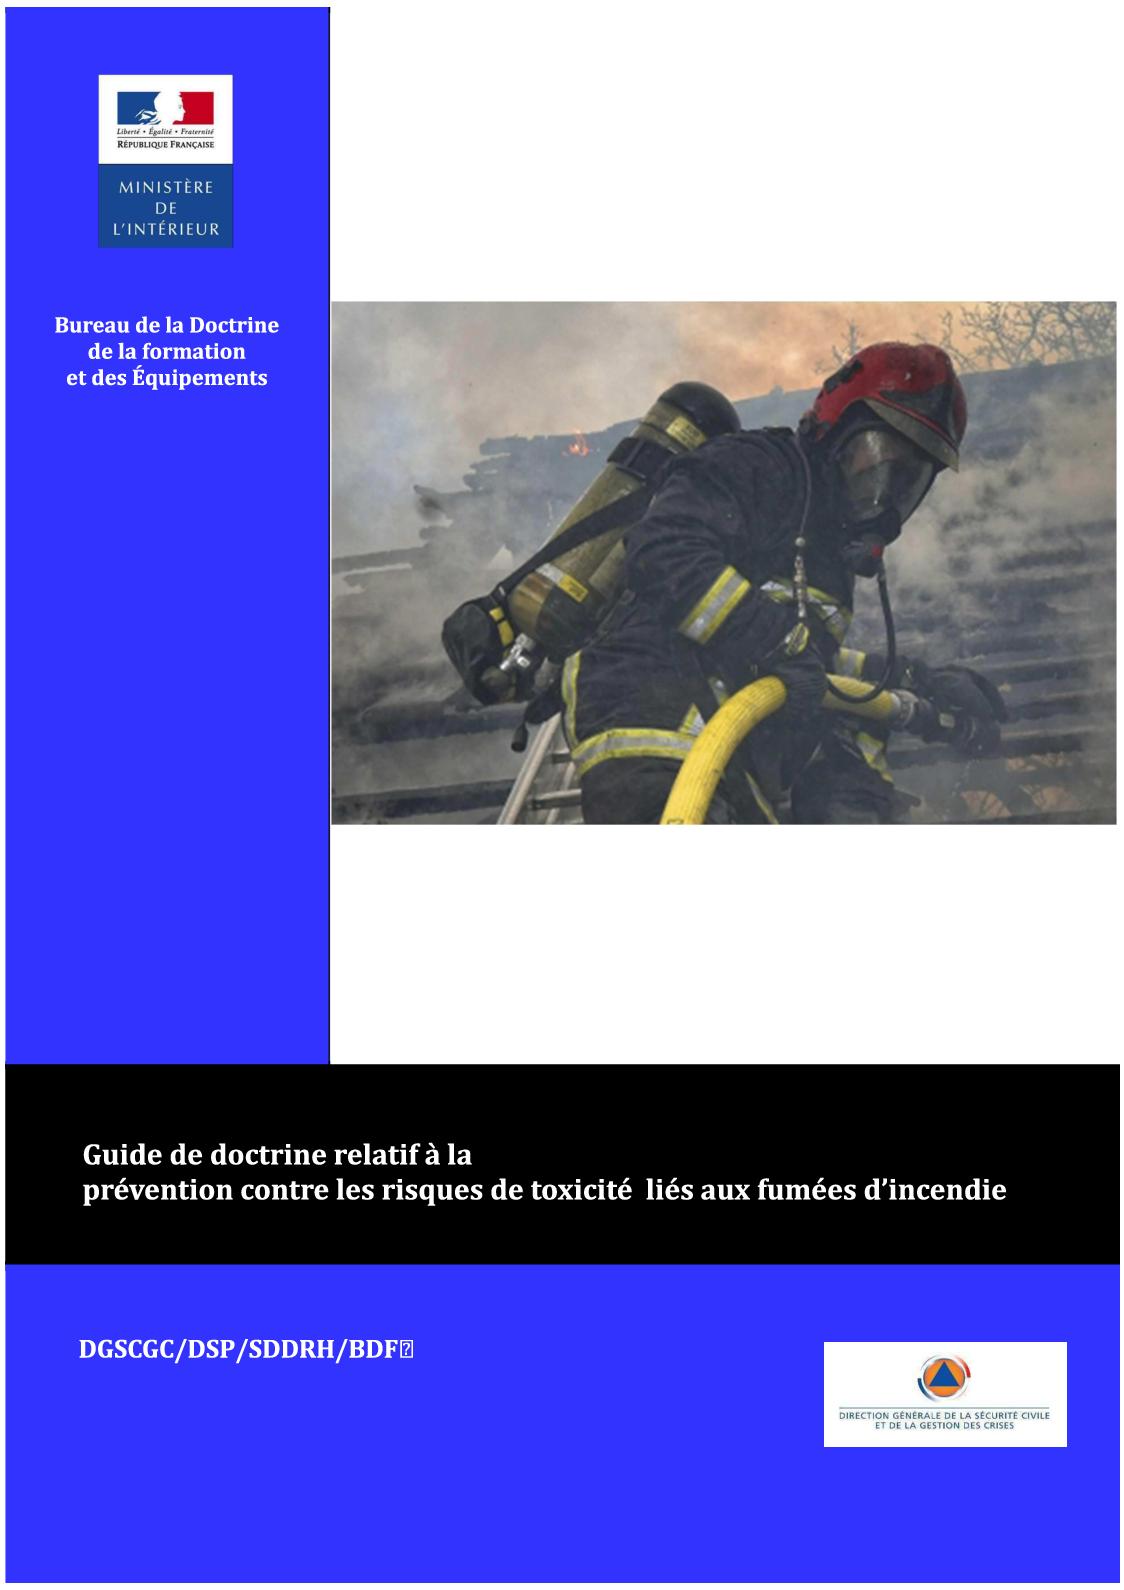 Liberté • Égalité • Fraternité
RÉPUBLIQUE FRANÇAISE
MINISTÈRE
DE
L'INTÉRIEUR
Bureau de la Doctrine
de la formation
et des Équipements
Guide de doctrine relatif à la
prévention contre les risques de toxicité liés aux fumées d'incendie
DGSCGC/DSP/SDDRH/BDF
DIRECTION GÉNÉRALE DE LA SÉCURITÉ CIVILE
ET DE LA GESTION DES CRISES